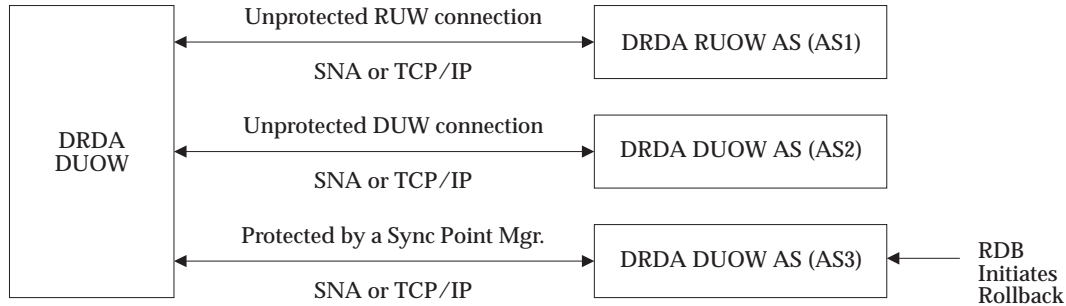 Unprotected RUW connection
DRDA RUOW AS (AS1)
SNA or TCP/IP
DRDA
DUOW
Unprotected DUW connection
DRDA DUOW AS (AS2)
SNA or TCP/IP
Protected by a Sync Point Mgr.
DRDA DUOW AS (AS3)
SNA or TCP/IP
RDB
Initiates
Rollback